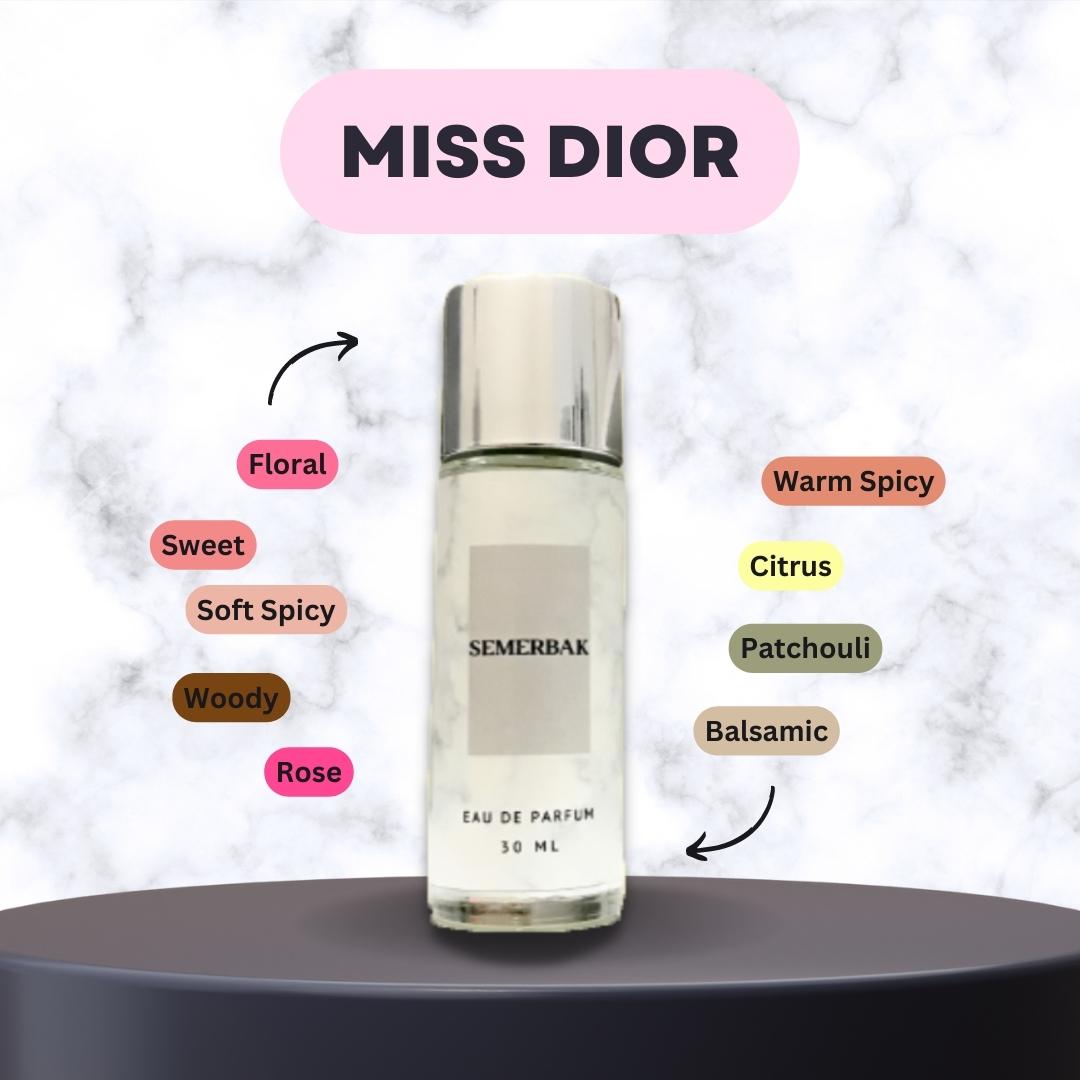 MISS DIOR
Floral
Sweet
Soft Spicy
Woody
Rose
Warm Spicy
Citrus
Patchouli
Balsamic
SEMERBAK
EAU DE PARFUM
30 ML